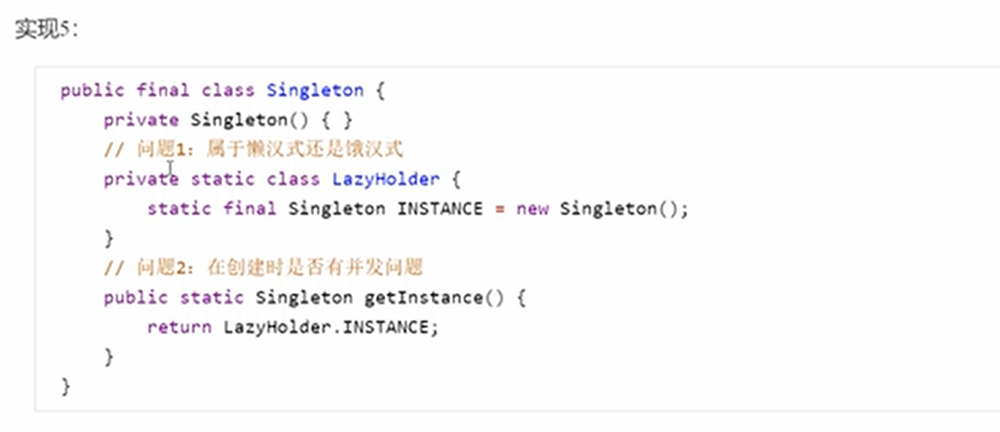 实现5：
public final class Singleton {
    private Singleton() { }
    // 问题1：属于懒汉式还是饿汉式
    private static class LazyHolder {
        static final Singleton INSTANCE = new Singleton();
    }
    // 问题2：在创建时是否有并发问题
    public static Singleton getInstance() {
        return LazyHolder.INSTANCE;
    }
}